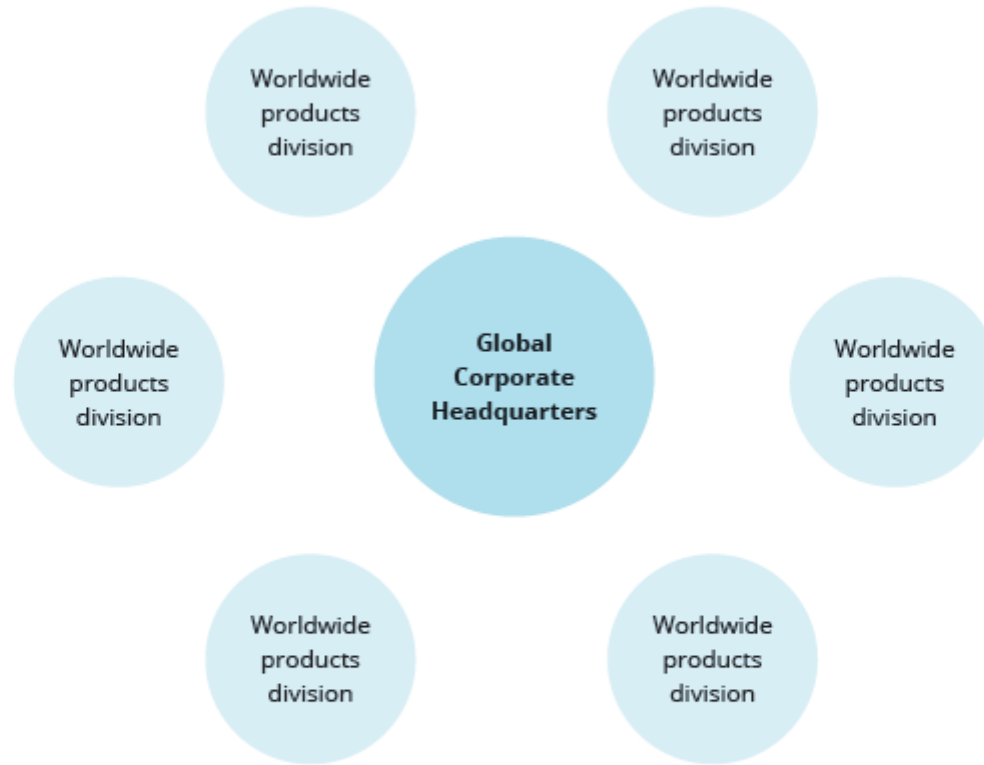 Worldwide
products
division
Worldwide
products
division
Worldwide
products
division
Global
Corporate
Headquarters
Worldwide
products
division
Worldwide
products
division
Worldwide
products
division